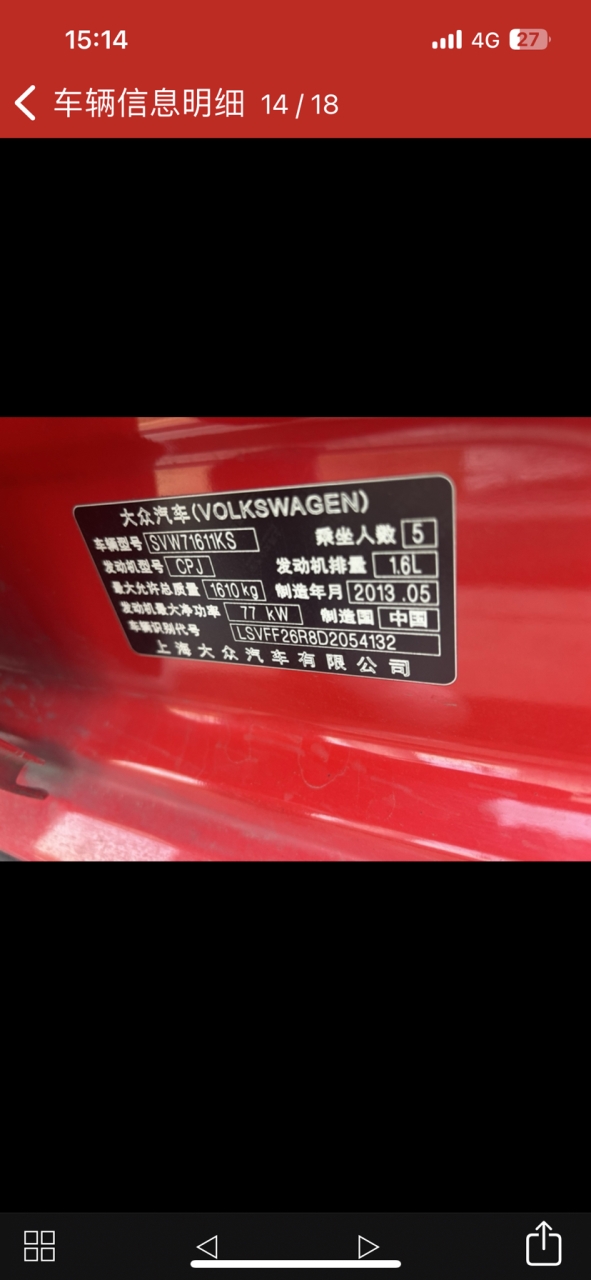 15:14
4G
27
车辆信息明细 14 / 18
大众汽车(VOLKSWAGEN)
车辆型号 SVW71611KS 乘坐人数 5
发动机型号 CPJ 发动机排量 1.6L
最大允许总质量 1610kg 制造年月 2013.05
发动机最大净功率 77 kW 制造国 中国
车辆识别代号 LSVFF26R8D2054132
上海大众汽车有限公司